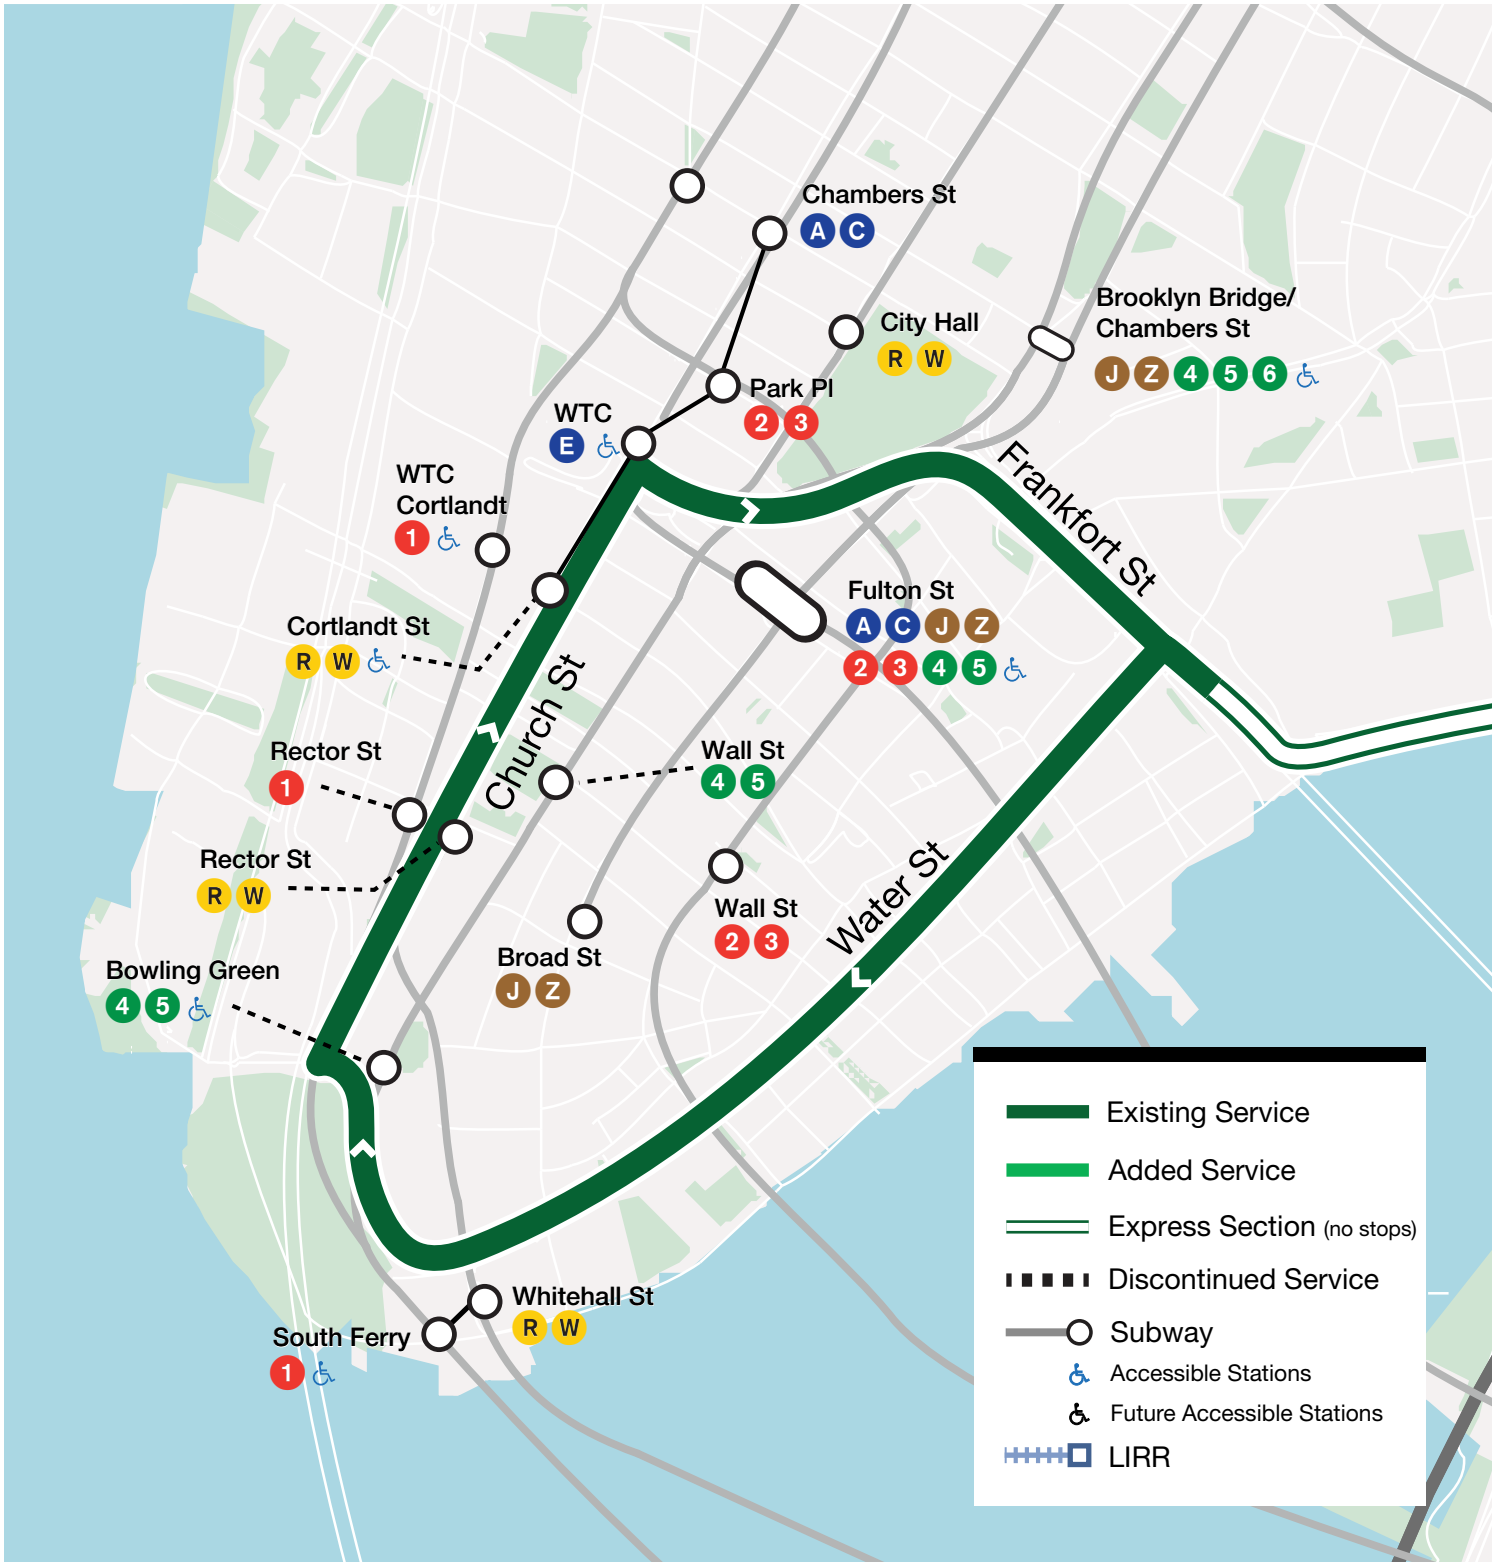 Chambers St
A C
City Hall
R W
Brooklyn Bridge/
Chambers St
J Z 4 5 6
Park Pl
2 3
WTC
E
WTC
Cortlandt
1
Frankfort St
Fulton St
A C J Z
2 3 4 5
Cortlandt St
R W
Church St
Rector St
1
Wall St
4 5
Rector St
R W
Wall St
2 3
Water St
Broad St
J Z
Bowling Green
4 5
Whitehall St
R W
South Ferry
1
Existing Service
Added Service
Express Section (no stops)
Discontinued Service
Subway
Accessible Stations
Future Accessible Stations
LIRR